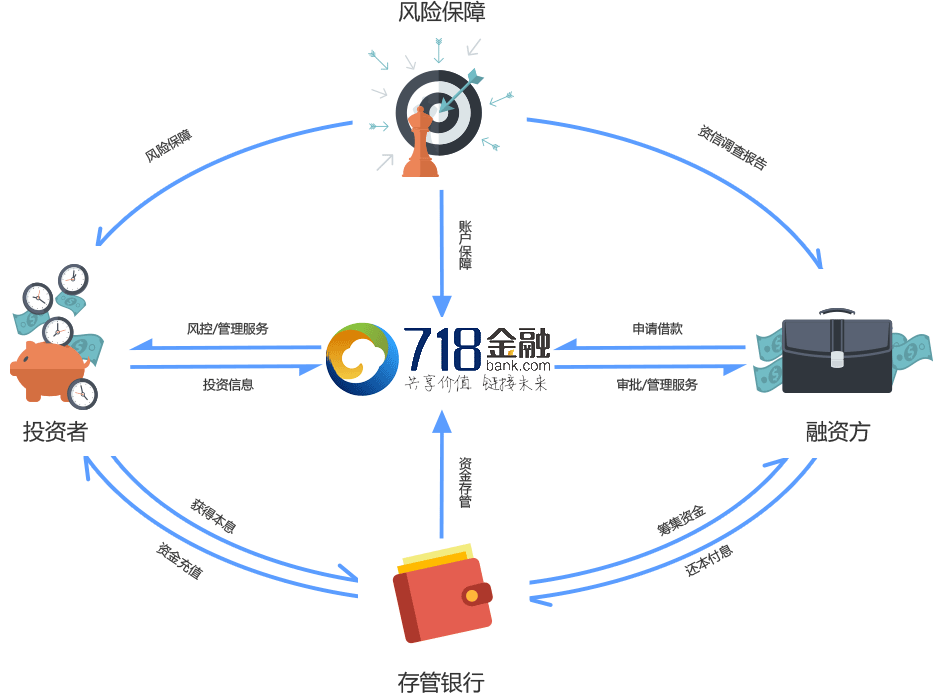 风险保障
风险保障
资信调查报告
账户保障
风控/管理服务
投资信息
718金融
bank.com
共享价值 链接未来
申请借款
审批/管理服务
投资者
融资方
获得本息
资金充值
资金存管
筹集资金
还本付息
存管银行